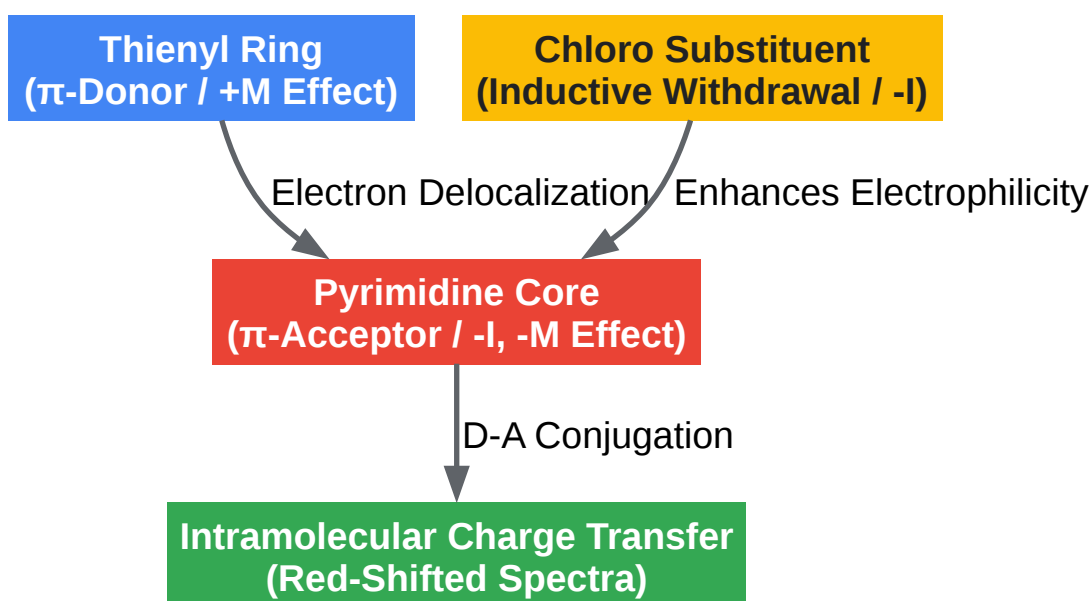 Thienyl Ring
(π-Donor / +M Effect)
Chloro Substituent
(Inductive Withdrawal / -I)
Electron Delocalization
Enhances Electrophilicity
Pyrimidine Core
(π-Acceptor / -I, -M Effect)
D-A Conjugation
Intramolecular Charge Transfer
(Red-Shifted Spectra)